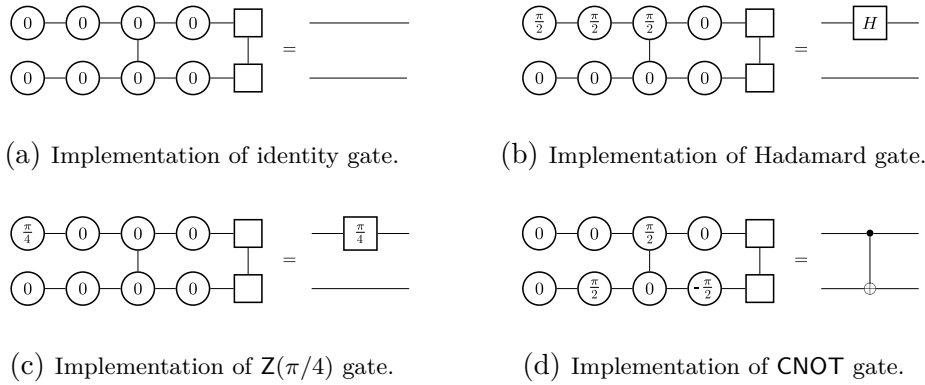 0 0 0 0
=
0 0 0 0
(a) Implementation of identity gate.
π/2 π/2 π/2 0 H
=
0 0 0 0
(b) Implementation of Hadamard gate.
π/4 0 0 0 π/4
=
0 0 0 0
(c) Implementation of Z(π/4) gate.
0 0 π/2 0
=
0 π/2 0 -π/2
(d) Implementation of CNOT gate.